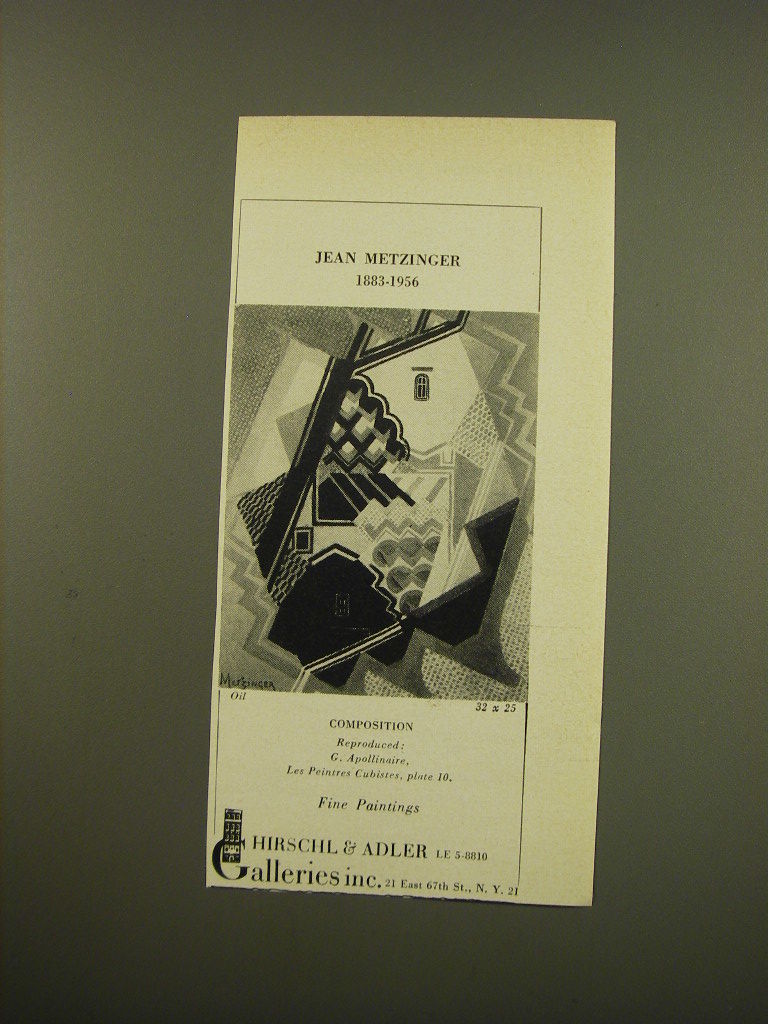 JEAN METZINGER
1883-1956
METZINGER
Oil
32 x 25
COMPOSITION
Reproduced:
G. Apollinaire,
Les Peintres Cubistes, plate 10.
Fine Paintings
HIRSCHL & ADLER LE 5-8810
Galleries inc. 21 East 67th St., N. Y. 21